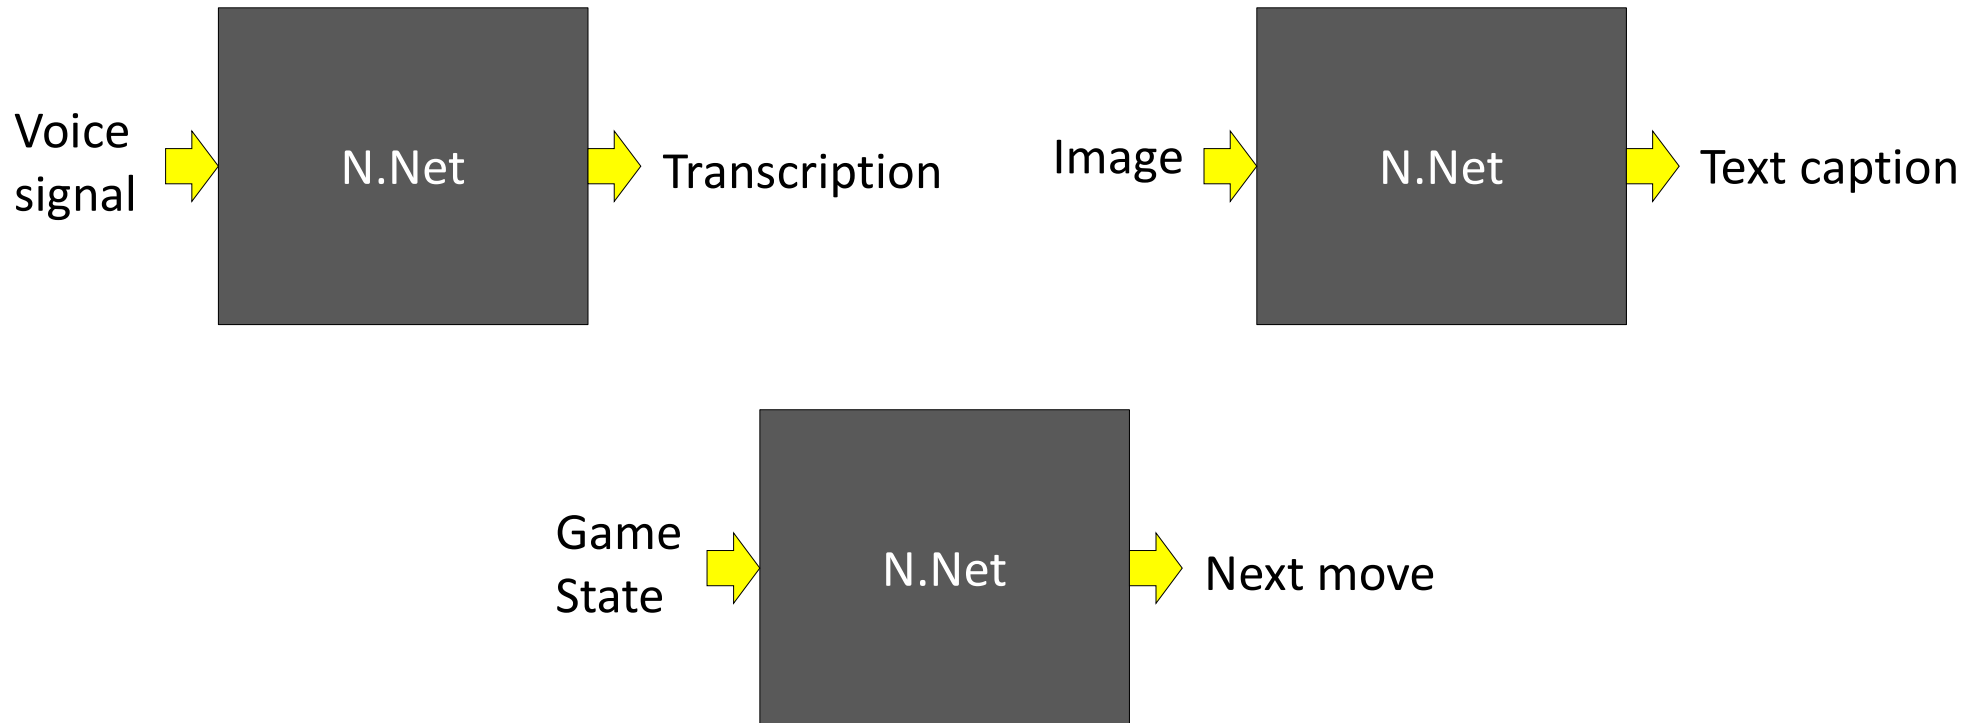 Voice
signal
N.Net
Transcription
Image
N.Net
Text caption
Game
State
N.Net
Next move